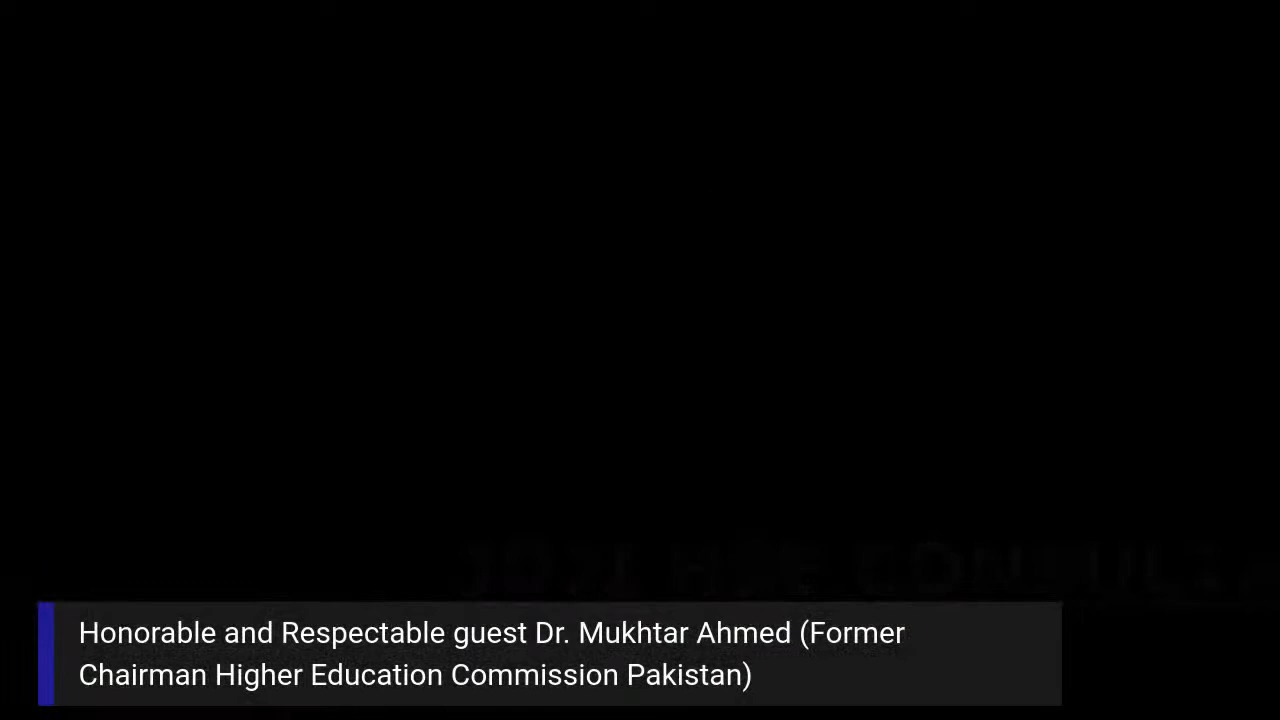 Honorable and Respectable guest Dr. Mukhtar Ahmed (Former
Chairman Higher Education Commission Pakistan)